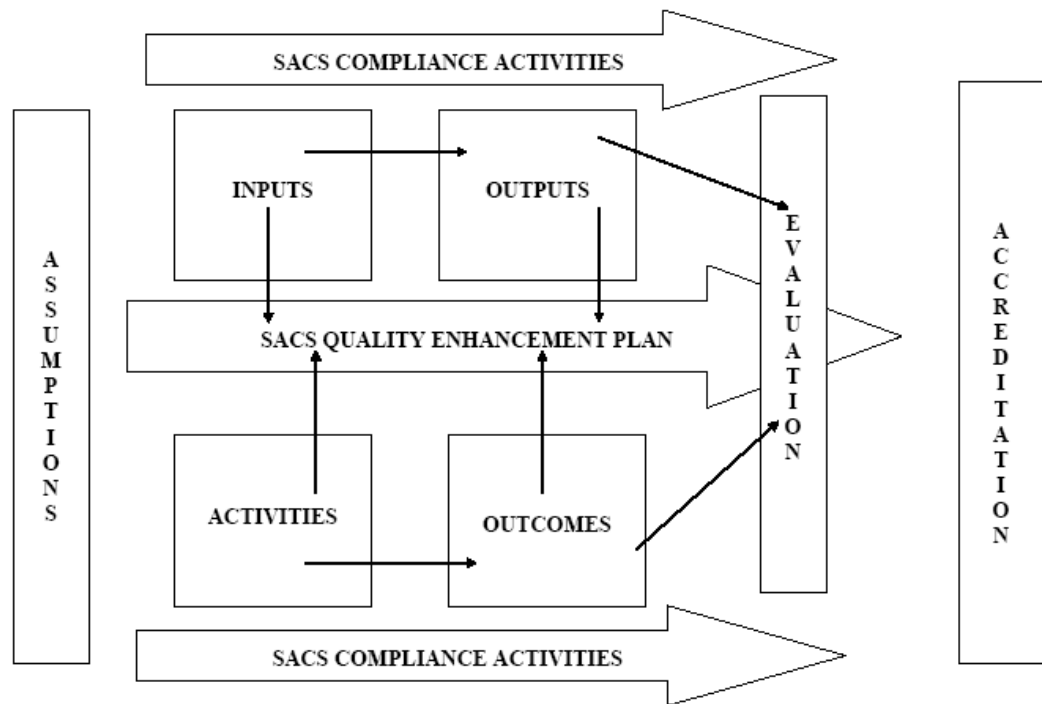 SACS COMPLIANCE ACTIVITIES
INPUTS
OUTPUTS
ASSUMPTIONS
EVALUATION
ACCREDITATION
SACS QUALITY ENHANCEMENT PLAN
ACTIVITIES
OUTCOMES
SACS COMPLIANCE ACTIVITIES